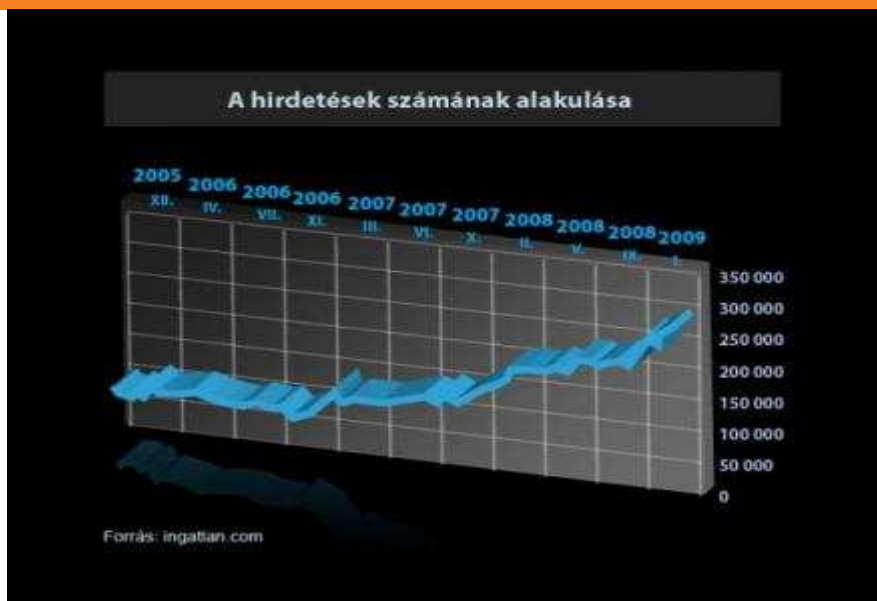 A hirdetések számának alakulása
2005 2006 2006 2006 2007 2007 2007 2008 2008 2008 2009
XII. IV. VII. XI. III. VI. X. II. V. IX. I.
350 000
300 000
250 000
200 000
150 000
100 000
50 000
0
Forrás: ingatlan.com